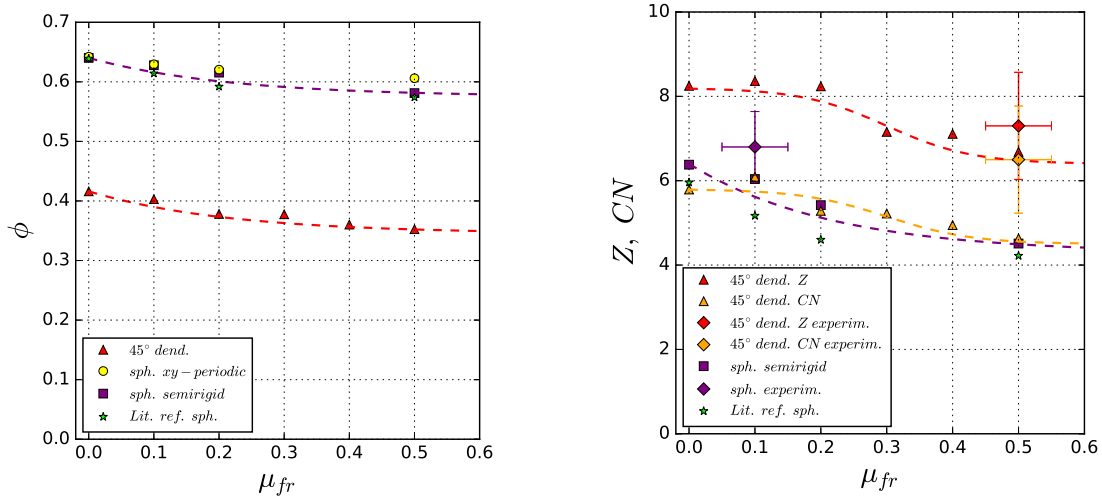 0.7
0.6
0.5
0.4
0.3
0.2
0.1
0.0
ϕ
45° dend.
sph. xy−periodic
sph. semirigid
Lit. ref. sph.
0.0 0.1 0.2 0.3 0.4 0.5 0.6
μfr
10
8
6
4
2
0
Z, CN
45° dend. Z
45° dend. CN
45° dend. Z experim.
45° dend. CN experim.
sph. semirigid
sph. experim.
Lit. ref. sph.
0.0 0.1 0.2 0.3 0.4 0.5 0.6
μfr